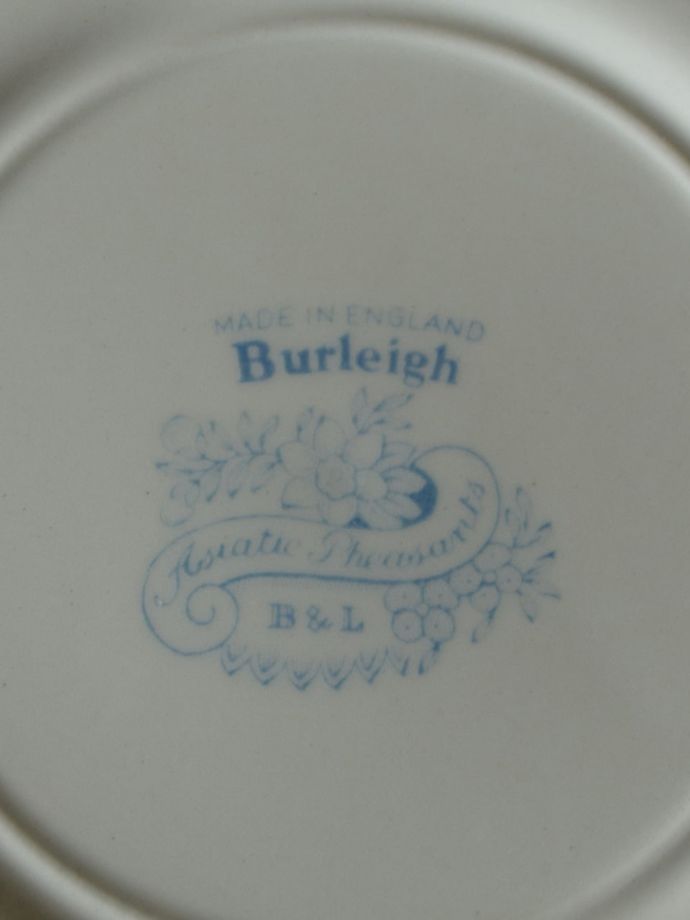 MADE IN ENGLAND
Burleigh
Asiatic Pheasants
B & L